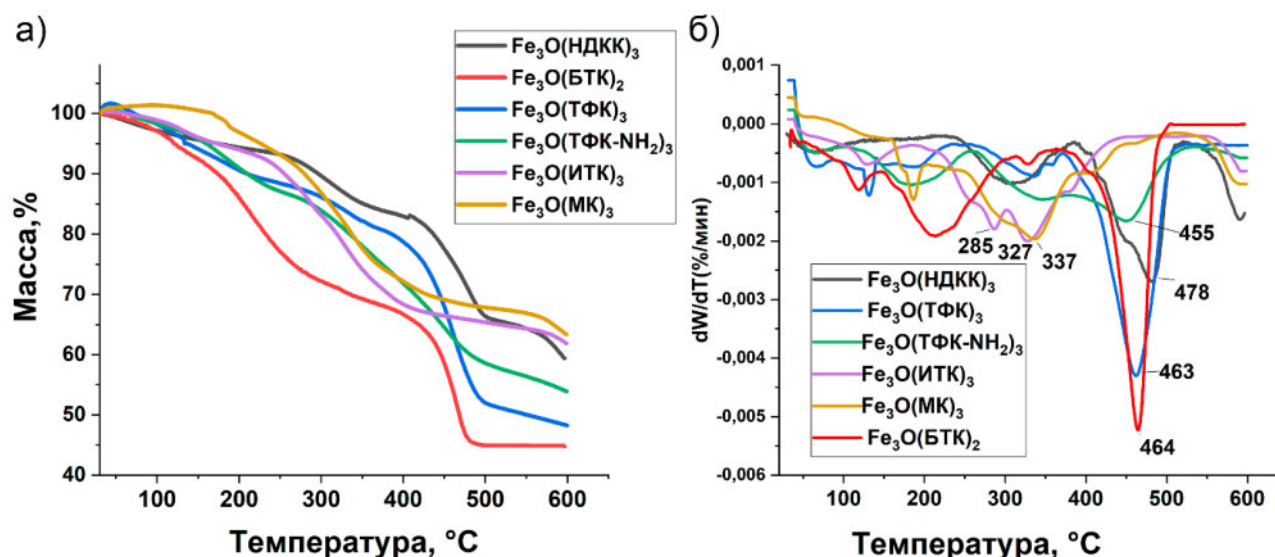 а)
Fe₃O(НДКК)₃
Fe₃O(БТК)₂
Fe₃O(ТФК)₃
Fe₃O(ТФК-NH₂)₃
Fe₃O(ИТК)₃
Fe₃O(МК)₃
Масса,%
100
90
80
70
60
50
40
100 200 300 400 500 600
Температура, °C
б)
dW/dT(%/мин)
0,001
0,000
-0,001
-0,002
-0,003
-0,004
-0,005
-0,006
285 327 337
455
478
463
464
Fe₃O(НДКК)₃
Fe₃O(ТФК)₃
Fe₃O(ТФК-NH₂)₃
Fe₃O(ИТК)₃
Fe₃O(МК)₃
Fe₃O(БТК)₂
100 200 300 400 500 600
Температура, °C